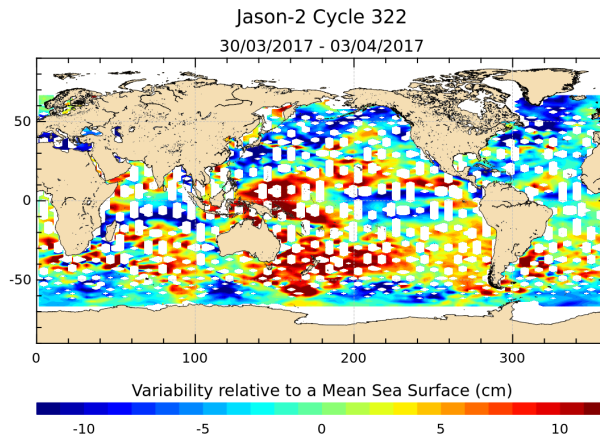 Jason-2 Cycle 322
30/03/2017 - 03/04/2017
50
0
-50
0 100 200 300
Variability relative to a Mean Sea Surface (cm)
-10 -5 0 5 10